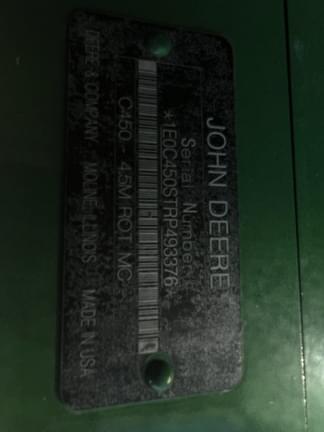 JOHN DEERE
Serial Number
*1E0C450STRP493376*
C450 4.5M ROT. MC
DEERE & COMPANY MOLINE ILLINOIS MADE IN USA